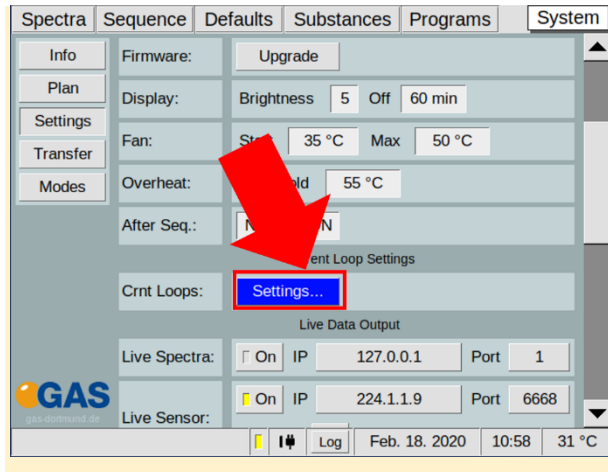 Spectra Sequence Defaults Substances Programs System
Info
Plan
Settings
Transfer
Modes
Firmware: Upgrade
Display: Brightness 5 Off 60 min
Fan: 35 °C Max 50 °C
Overheat: 55 °C
After Seq.:
Loop Settings
Crnt Loops: Settings...
Live Data Output
Live Spectra: On IP 127.0.0.1 Port 1
Live Sensor: On IP 224.1.1.9 Port 6668
GAS
gas-dortmund.de
Log Feb. 18. 2020 10:58 31 °C